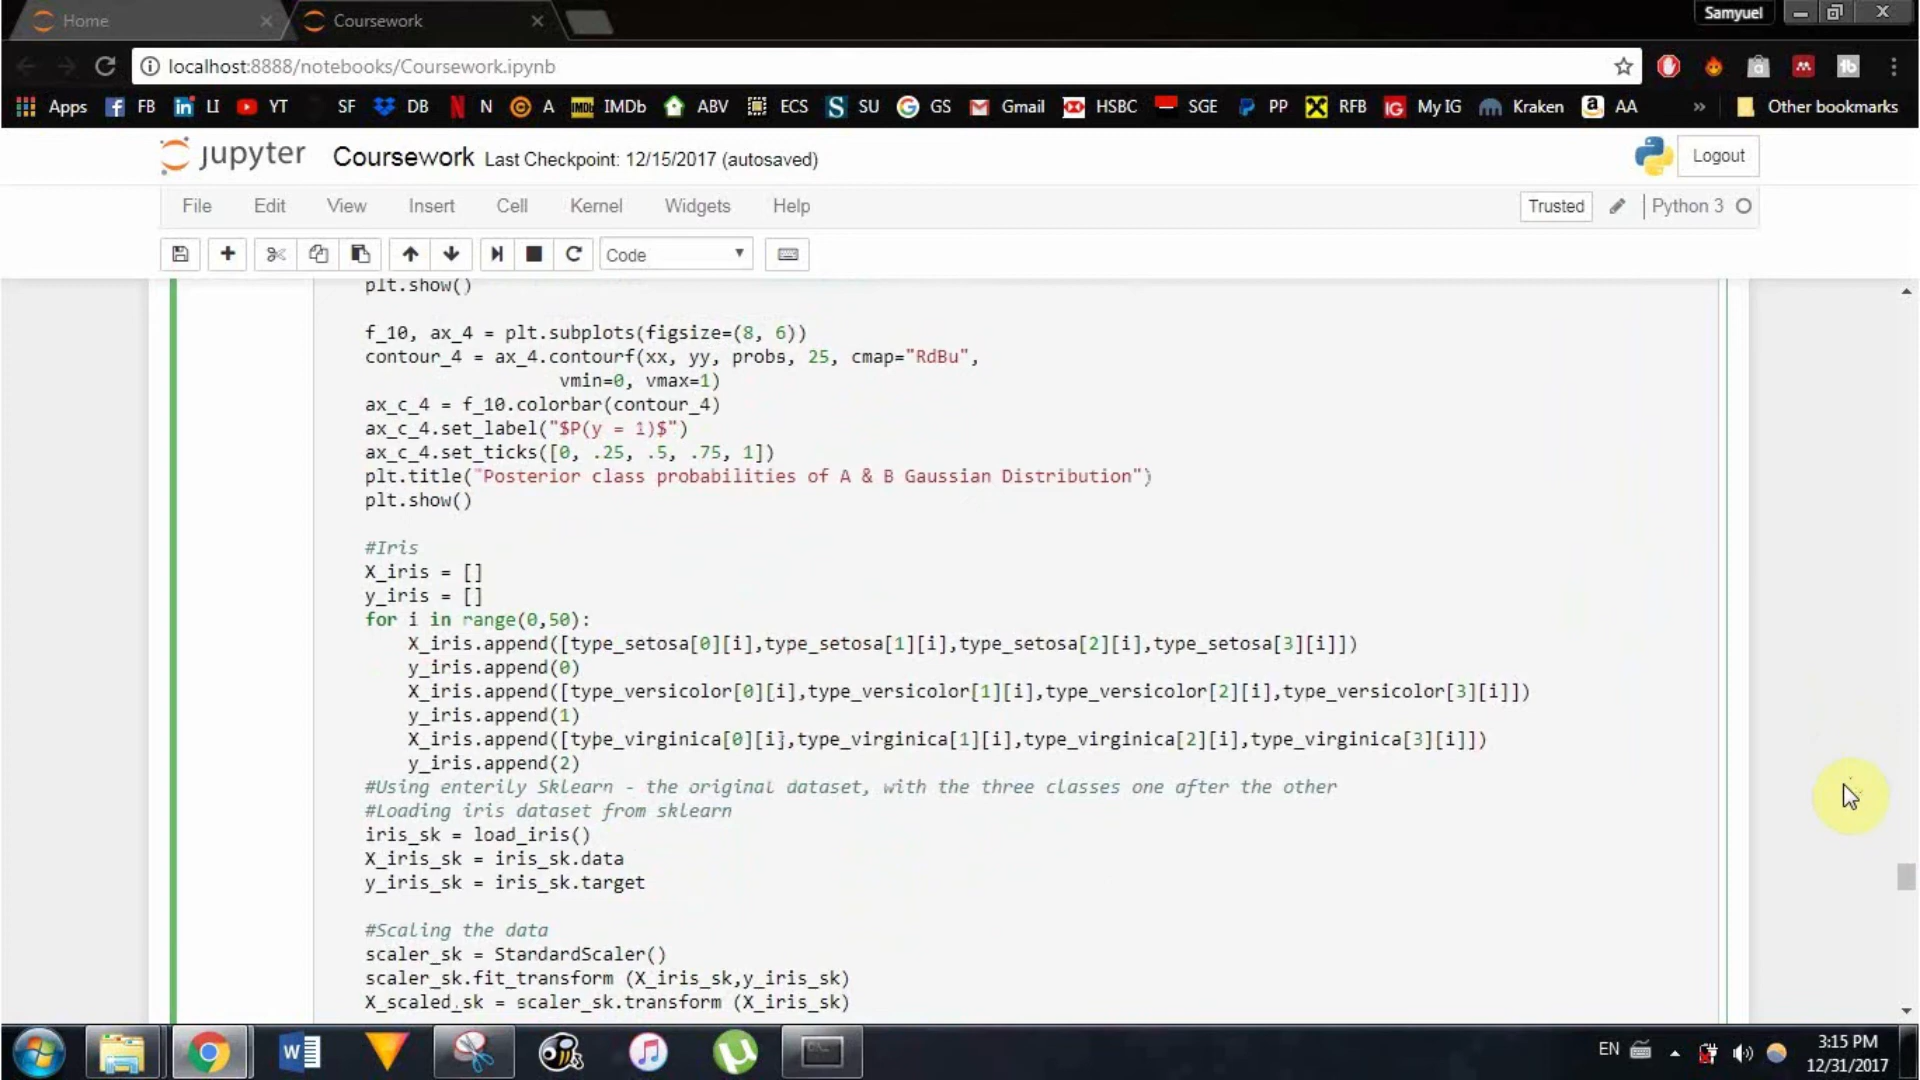 Home
Coursework
Samyuel
localhost:8888/notebooks/Coursework.ipynb
Apps FB LI YT SF DB N A IMDb ABV ECS SU GS Gmail HSBC SGE PP RFB My IG Kraken AA » Other bookmarks
jupyter Coursework Last Checkpoint: 12/15/2017 (autosaved)
Logout
File Edit View Insert Cell Kernel Widgets Help
Trusted Python 3
Code
plt.show()
f_10, ax_4 = plt.subplots(figsize=(8, 6))
contour_4 = ax_4.contourf(xx, yy, probs, 25, cmap="RdBu",
vmin=0, vmax=1)
ax_c_4 = f_10.colorbar(contour_4)
ax_c_4.set_label("$P(y = 1)$")
ax_c_4.set_ticks([0, .25, .5, .75, 1])
plt.title("Posterior class probabilities of A & B Gaussian Distribution")
plt.show()
#Iris
X_iris = []
y_iris = []
for i in range(0,50):
X_iris.append([type_setosa[0][i],type_setosa[1][i],type_setosa[2][i],type_setosa[3][i]])
y_iris.append(0)
X_iris.append([type_versicolor[0][i],type_versicolor[1][i],type_versicolor[2][i],type_versicolor[3][i]])
y_iris.append(1)
X_iris.append([type_virginica[0][i],type_virginica[1][i],type_virginica[2][i],type_virginica[3][i]])
y_iris.append(2)
#Using enterily Sklearn - the original dataset, with the three classes one after the other
#Loading iris dataset from sklearn
iris_sk = load_iris()
X_iris_sk = iris_sk.data
y_iris_sk = iris_sk.target
#Scaling the data
scaler_sk = StandardScaler()
scaler_sk.fit_transform (X_iris_sk,y_iris_sk)
X_scaled_sk = scaler_sk.transform (X_iris_sk)
EN
3:15 PM
12/31/2017